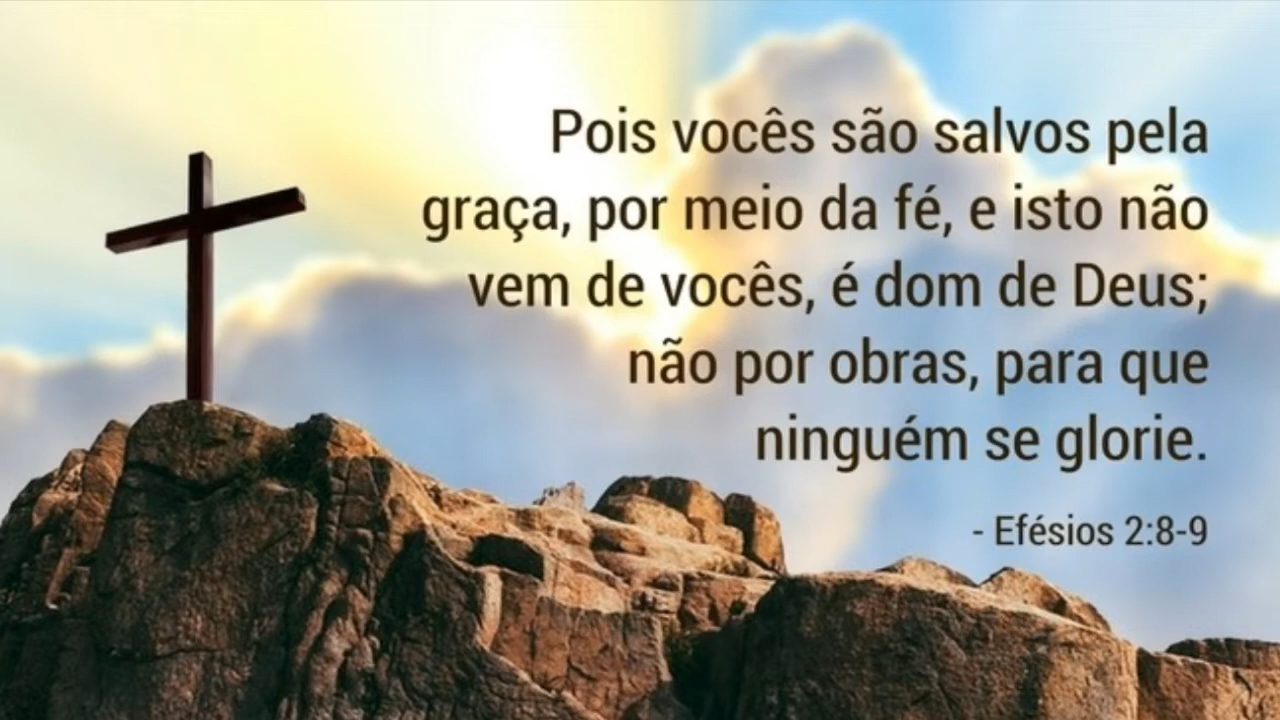 Pois vocês são salvos pela
graça, por meio da fé, e isto não
vem de vocês, é dom de Deus;
não por obras, para que
ninguém se glorie.
- Efésios 2:8-9